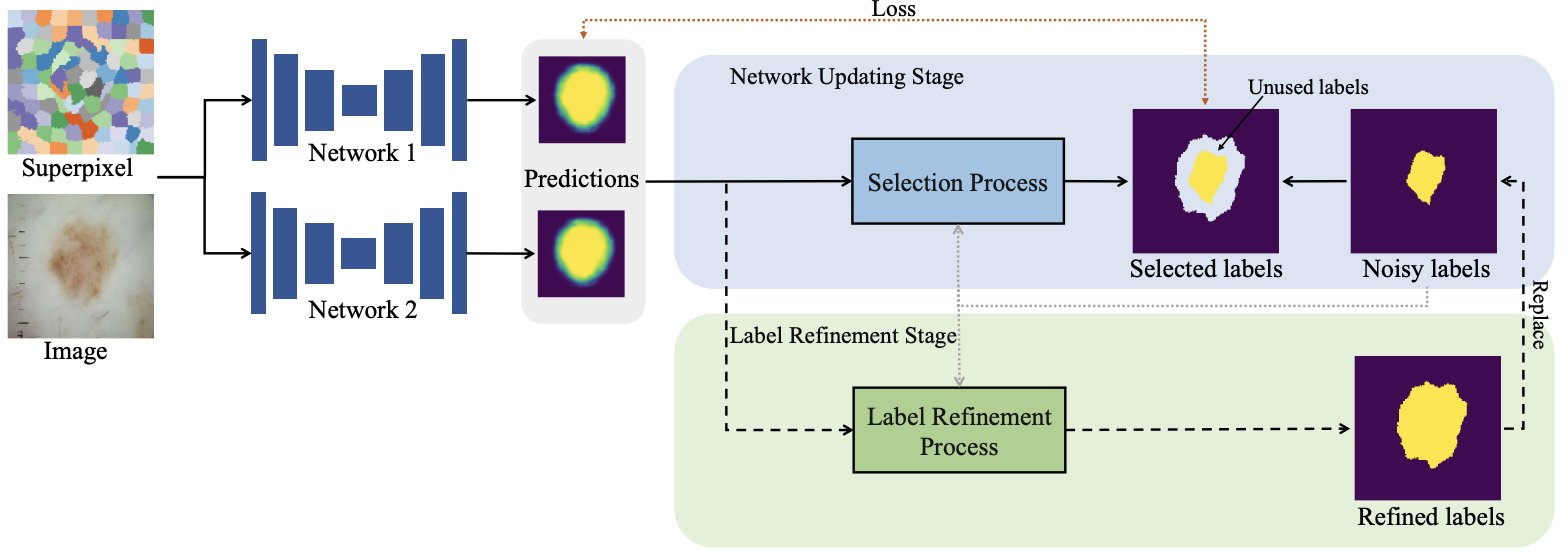 Loss
Network Updating Stage
Unused labels
Superpixel
Network 1
Predictions
Selection Process
Selected labels
Noisy labels
Network 2
Image
Replace
Label Refinement Stage
Label Refinement
Process
Refined labels